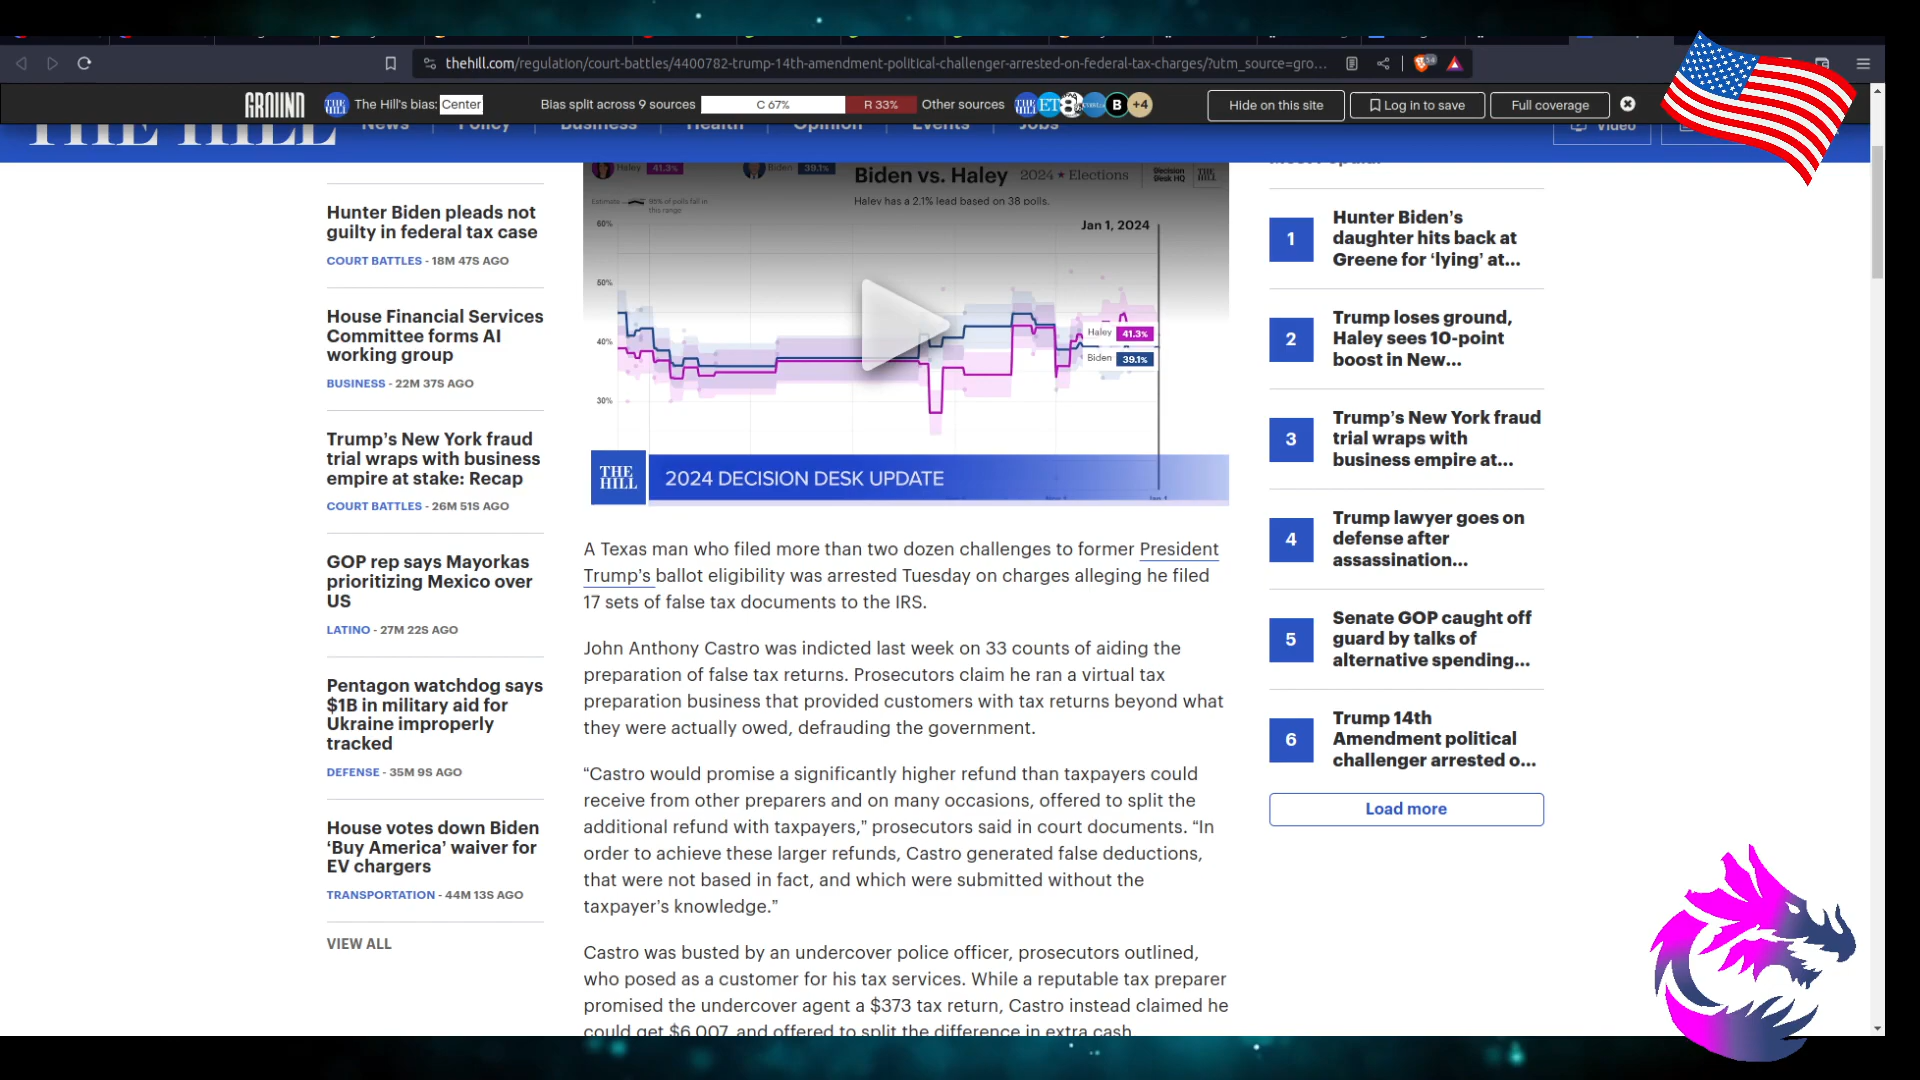 thehill.com/regulation/court-battles/4400782-trump-14th-amendment-political-challenger-arrested-on-federal-tax-charges/?utm_source=gro...
GROUND
The Hill's bias: Center
Bias split across 9 sources
C 67%
R 33%
Other sources
+4
Hide on this site
Log in to save
Full coverage
THE HILL
News
Policy
Business
Health
Opinion
Events
Jobs
Video
Hunter Biden pleads not
guilty in federal tax case
COURT BATTLES - 18M 47S AGO
House Financial Services
Committee forms AI
working group
BUSINESS - 22M 37S AGO
Trump’s New York fraud
trial wraps with business
empire at stake: Recap
COURT BATTLES - 26M 51S AGO
GOP rep says Mayorkas
prioritizing Mexico over
US
LATINO - 27M 22S AGO
Pentagon watchdog says
$1B in military aid for
Ukraine improperly
tracked
DEFENSE - 35M 9S AGO
House votes down Biden
‘Buy America’ waiver for
EV chargers
TRANSPORTATION - 44M 13S AGO
VIEW ALL
Haley 41.3%
Biden 39.1%
Biden vs. Haley
2024 ★ Elections
Decision
Desk HQ
THE
HILL
Estimate
95% of polls fall in
this range
Haley has a 2.1% lead based on 38 polls.
Jan 1, 2024
60%
50%
40%
30%
Haley 41.3%
Biden 39.1%
THE
HILL
2024 DECISION DESK UPDATE
A Texas man who filed more than two dozen challenges to former President
Trump’s ballot eligibility was arrested Tuesday on charges alleging he filed
17 sets of false tax documents to the IRS.
John Anthony Castro was indicted last week on 33 counts of aiding the
preparation of false tax returns. Prosecutors claim he ran a virtual tax
preparation business that provided customers with tax returns beyond what
they were actually owed, defrauding the government.
“Castro would promise a significantly higher refund than taxpayers could
receive from other preparers and on many occasions, offered to split the
additional refund with taxpayers,” prosecutors said in court documents. “In
order to achieve these larger refunds, Castro generated false deductions,
that were not based in fact, and which were submitted without the
taxpayer’s knowledge.”
Castro was busted by an undercover police officer, prosecutors outlined,
who posed as a customer for his tax services. While a reputable tax preparer
promised the undercover agent a $373 tax return, Castro instead claimed he
could get $6,007, and offered to split the difference in extra cash.
Most Popular
1
Hunter Biden’s
daughter hits back at
Greene for ‘lying’ at...
2
Trump loses ground,
Haley sees 10-point
boost in New...
3
Trump’s New York fraud
trial wraps with
business empire at...
4
Trump lawyer goes on
defense after
assassination...
5
Senate GOP caught off
guard by talks of
alternative spending...
6
Trump 14th
Amendment political
challenger arrested o...
Load more